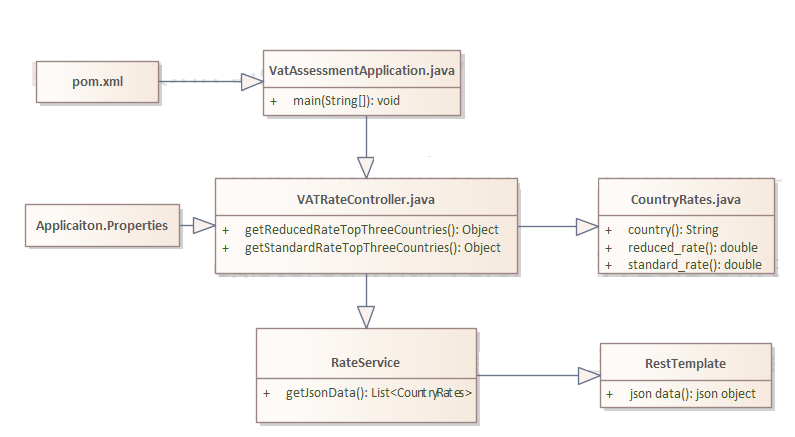 pom.xml
VatAssessmentApplication.java
+ main(String[]): void
Applicaiton.Properties
VATRateController.java
+ getReducedRateTopThreeCountries(): Object
+ getStandardRateTopThreeCountries(): Object
CountryRates.java
+ country(): String
+ reduced_rate(): double
+ standard_rate(): double
RateService
+ getJsonData(): List<CountryRates>
RestTemplate
+ json data(): json object